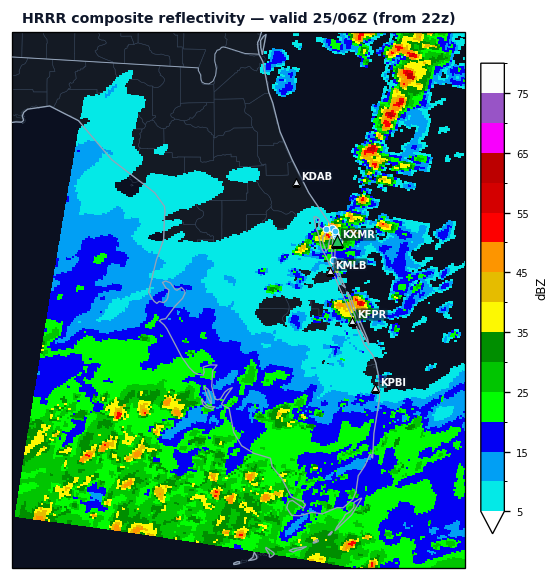 HRRR composite reflectivity — valid 25/06Z (from 22z)
KDAB
KXMR
KMLB
KFPR
KPBI
75
65
55
45
35
25
15
5
dBZ